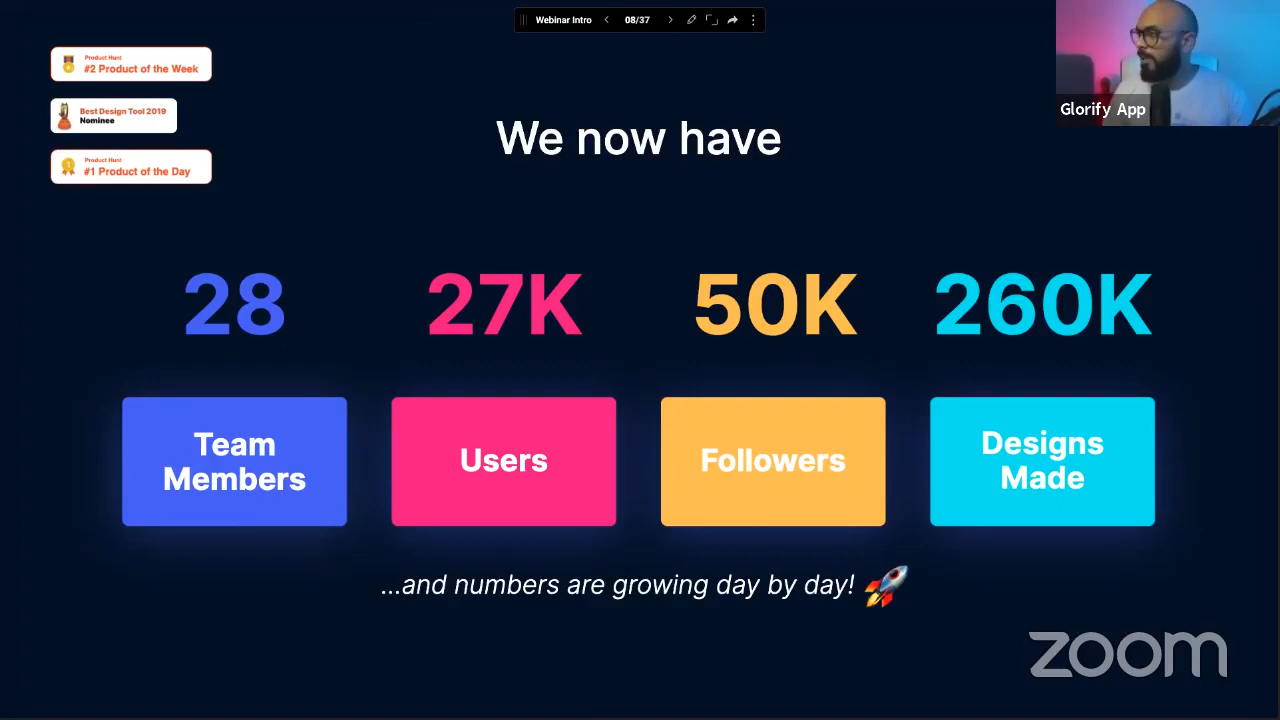 Webinar Intro
08/37
Product Hunt
#2 Product of the Week
Best Design Tool 2019
Nominee
Product Hunt
#1 Product of the Day
Glorify App
We now have
28
27K
50K
260K
Team
Members
Users
Followers
Designs
Made
...and numbers are growing day by day!
zoom